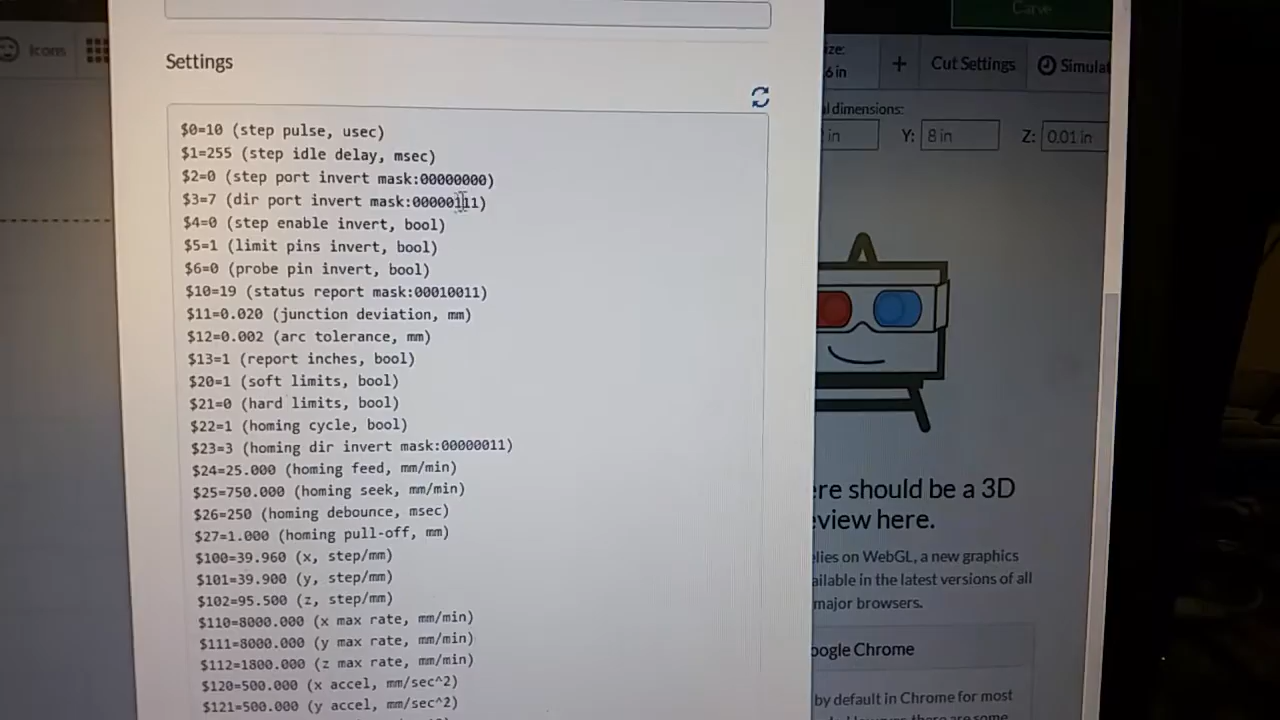 Carve
Icons
Settings
6 in
+
Cut Settings
dimensions:
in
Y:
8 in
Z:
0.01 in
$0=10 (step pulse, usec)
$1=255 (step idle delay, msec)
$2=0 (step port invert mask:00000000)
$3=7 (dir port invert mask:00000111)
$4=0 (step enable invert, bool)
$5=1 (limit pins invert, bool)
$6=0 (probe pin invert, bool)
$10=19 (status report mask:00010011)
$11=0.020 (junction deviation, mm)
$12=0.002 (arc tolerance, mm)
$13=1 (report inches, bool)
$20=1 (soft limits, bool)
$21=0 (hard limits, bool)
$22=1 (homing cycle, bool)
$23=3 (homing dir invert mask:00000011)
$24=25.000 (homing feed, mm/min)
$25=750.000 (homing seek, mm/min)
$26=250 (homing debounce, msec)
$27=1.000 (homing pull-off, mm)
$100=39.960 (x, step/mm)
$101=39.900 (y, step/mm)
$102=95.500 (z, step/mm)
$110=8000.000 (x max rate, mm/min)
$111=8000.000 (y max rate, mm/min)
$112=1800.000 (z max rate, mm/min)
$120=500.000 (x accel, mm/sec^2)
$121=500.000 (y accel, mm/sec^2)
ere should be a 3D
eview here.
elies on WebGL, a new graphics
ailable in the latest versions of all
major browsers.
oogle Chrome
by default in Chrome for most